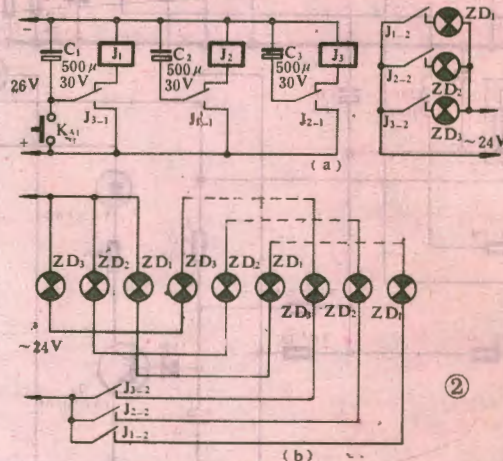 − C₁ J₁ C₂ J₂ C₃ J₃
500μ 500μ 500μ
30V 30V 30V
26V
J₃₋₁ J₁₋₁ J₂₋₁
+
(a)
ZD₁
J₁₋₂
J₂₋₂
ZD₂
J₃₋₂
ZD₃
~24V
ZD₃ ZD₂ ZD₁ ZD₃ ZD₂ ZD₁
ZD₃ ZD₂ ZD₁
~24V
J₃₋₂
J₂₋₂
J₁₋₂
②
(b)